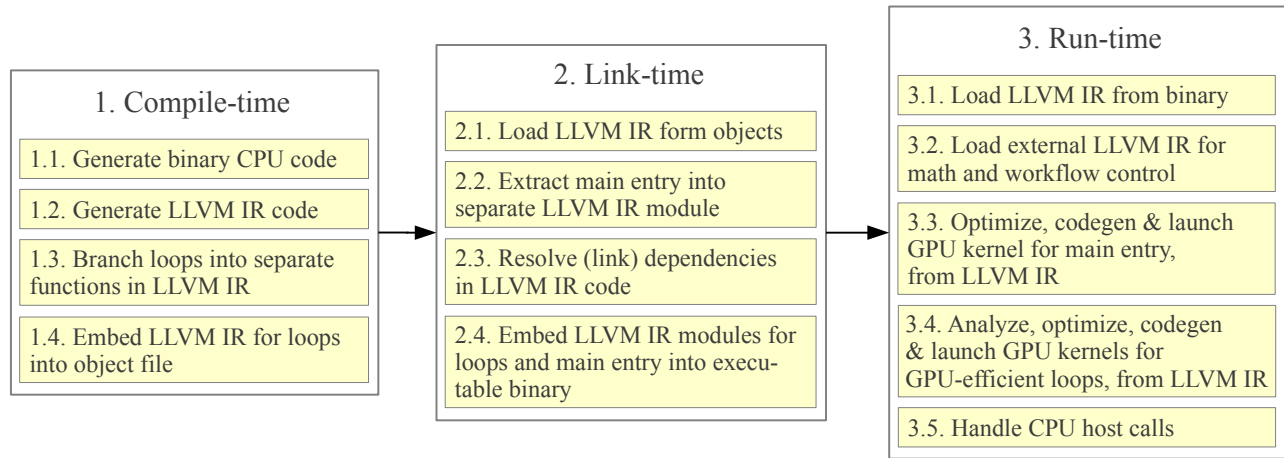 1. Compile-time
1.1. Generate binary CPU code
1.2. Generate LLVM IR code
1.3. Branch loops into separate
functions in LLVM IR
1.4. Embed LLVM IR for loops
into object file
2. Link-time
2.1. Load LLVM IR form objects
2.2. Extract main entry into
separate LLVM IR module
2.3. Resolve (link) dependencies
in LLVM IR code
2.4. Embed LLVM IR modules for
loops and main entry into execu-
table binary
3. Run-time
3.1. Load LLVM IR from binary
3.2. Load external LLVM IR for
math and workflow control
3.3. Optimize, codegen & launch
GPU kernel for main entry,
from LLVM IR
3.4. Analyze, optimize, codegen
& launch GPU kernels for
GPU-efficient loops, from LLVM IR
3.5. Handle CPU host calls